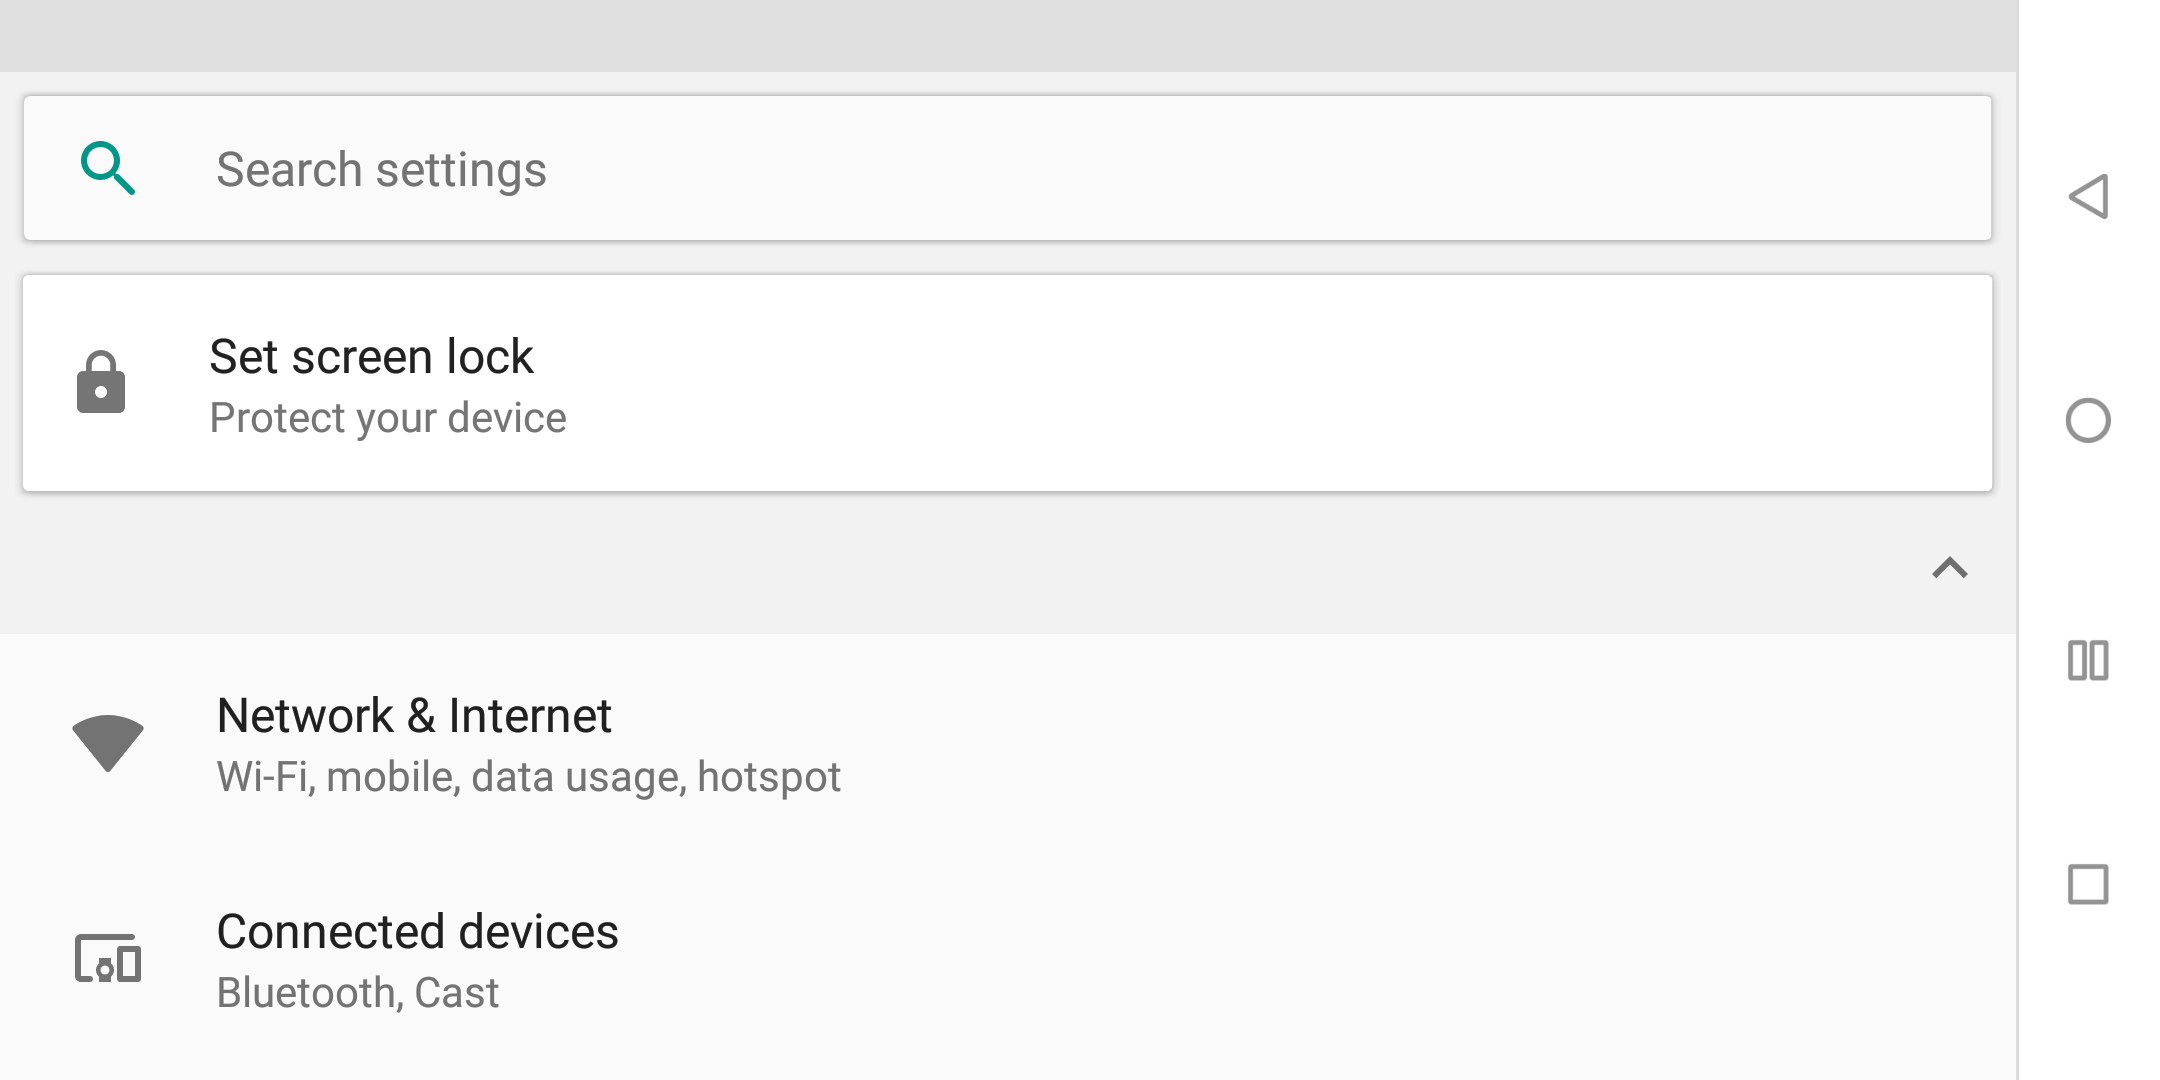 Search settings
Set screen lock
Protect your device
Network & Internet
Wi-Fi, mobile, data usage, hotspot
Connected devices
Bluetooth, Cast